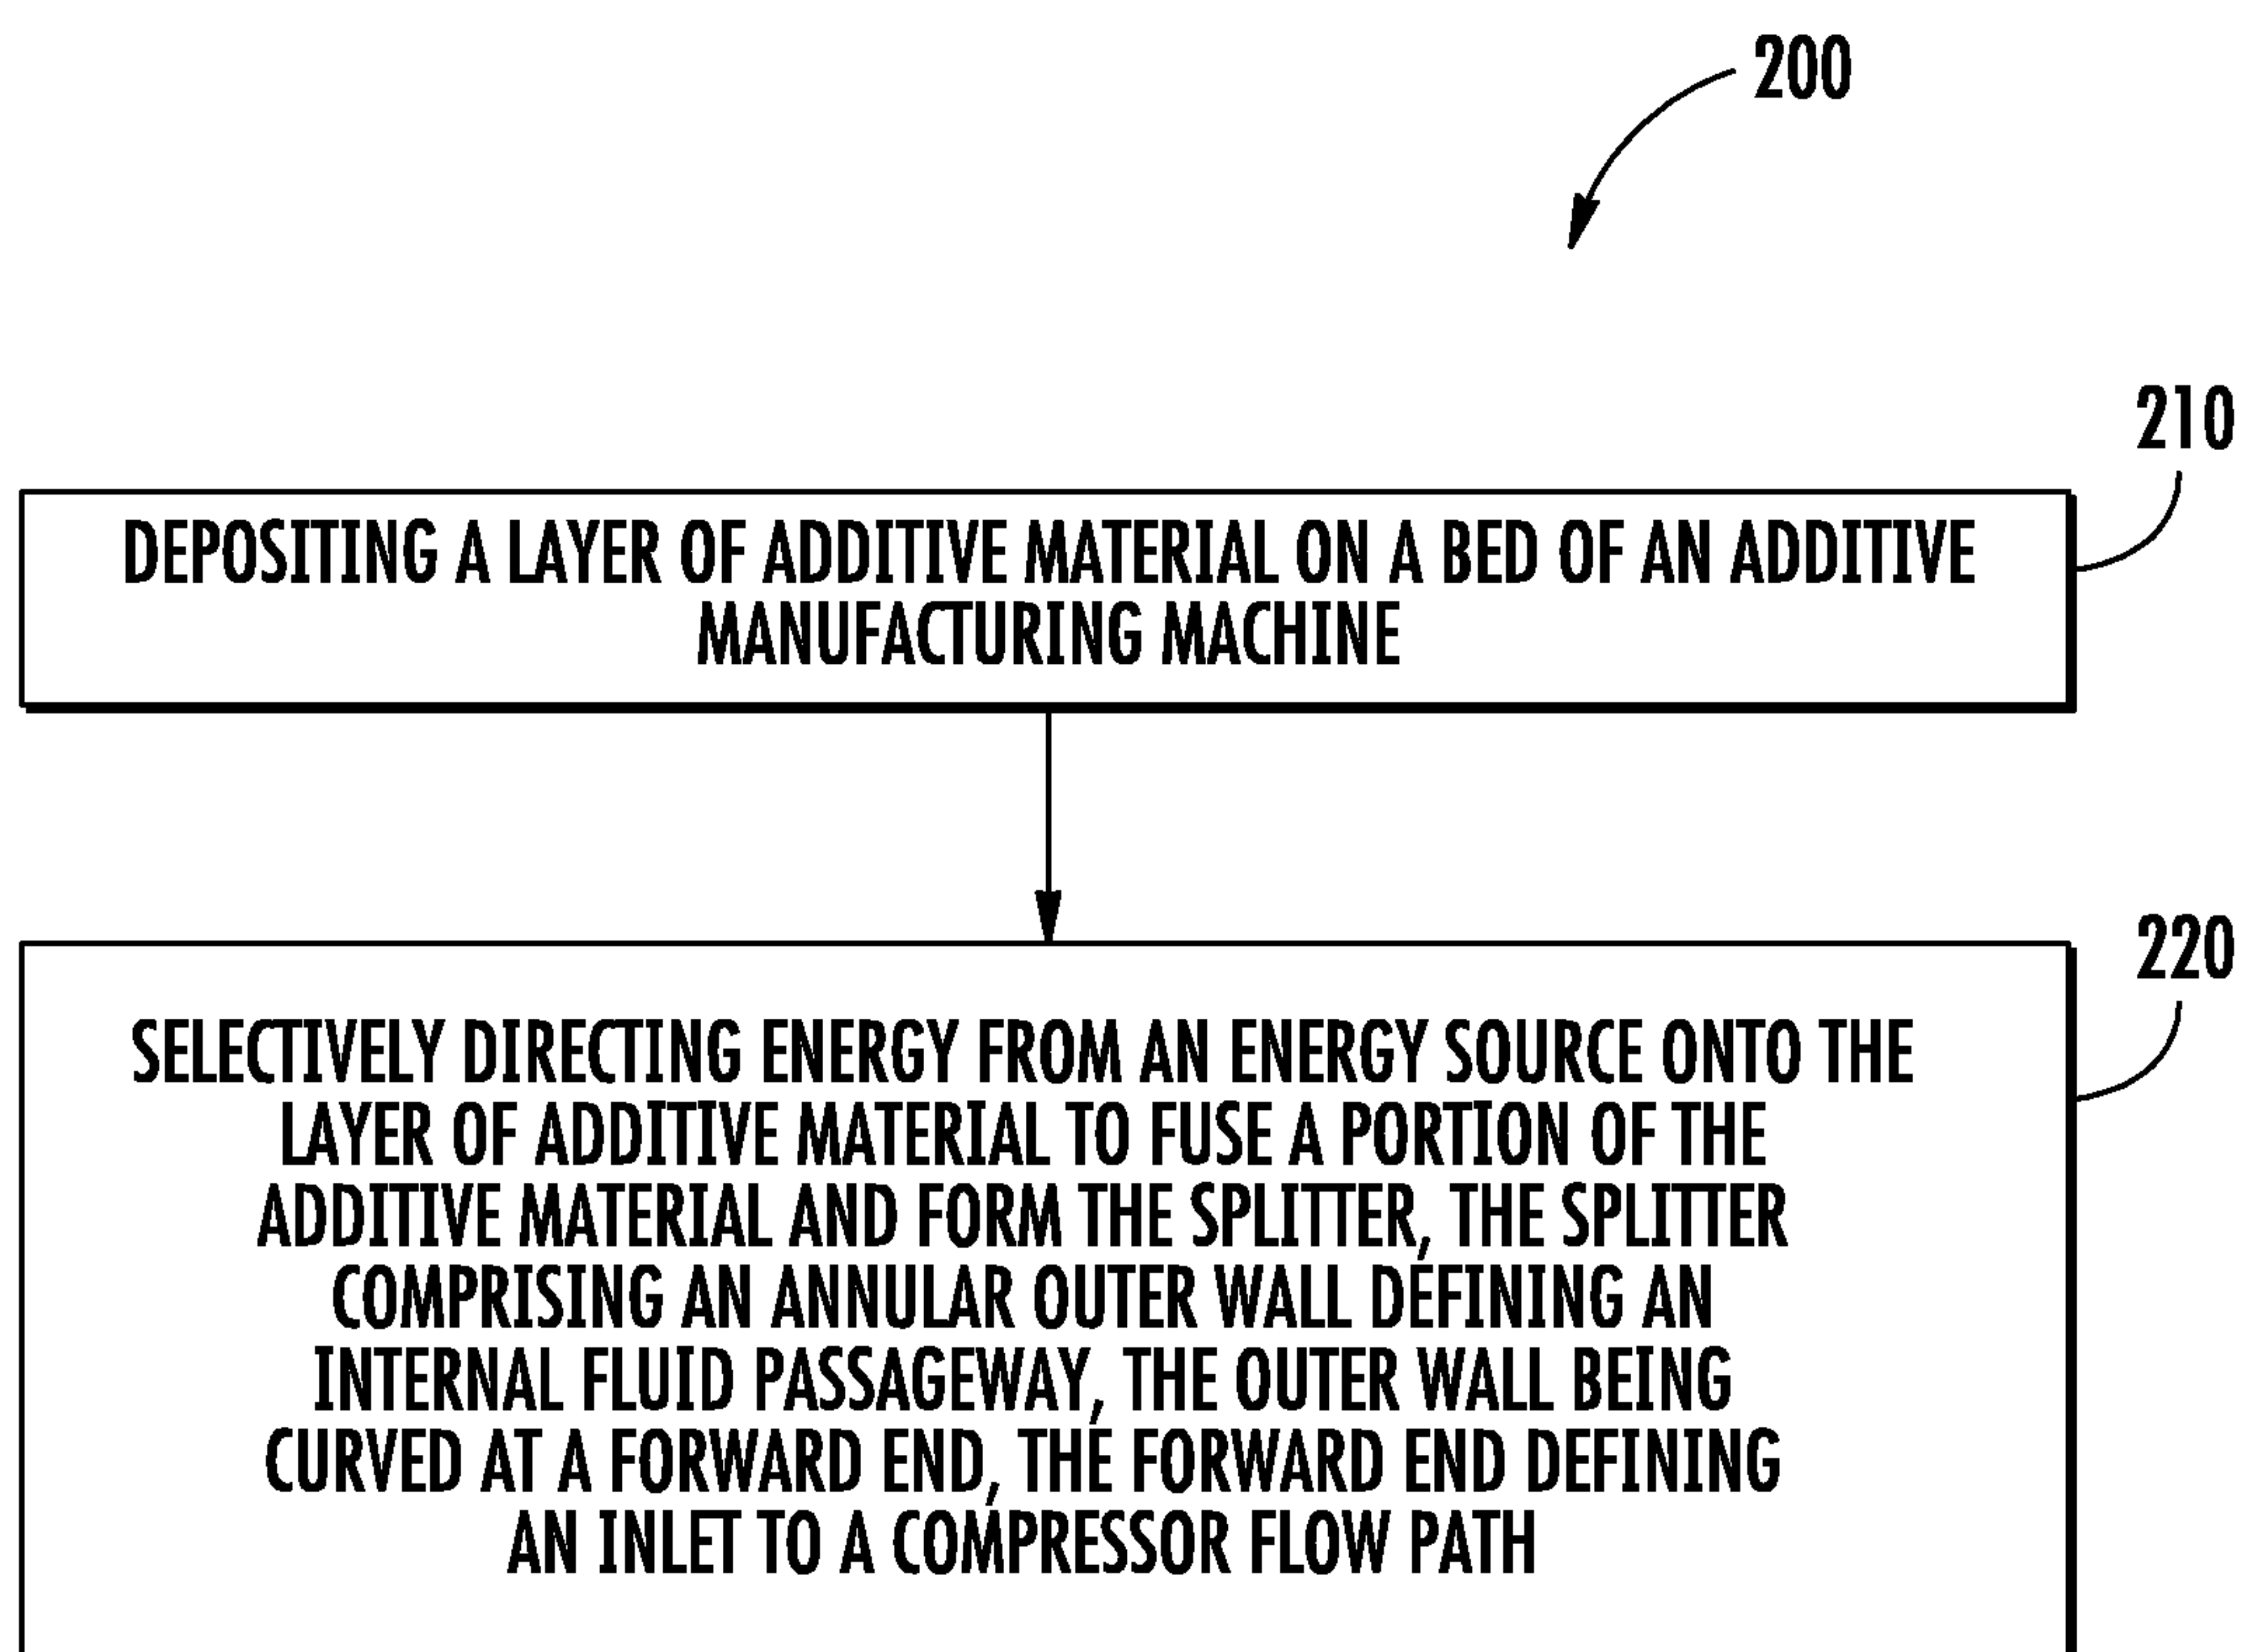 200
210
DEPOSITING A LAYER OF ADDITIVE MATERIAL ON A BED OF AN ADDITIVE
MANUFACTURING MACHINE
220
SELECTIVELY DIRECTING ENERGY FROM AN ENERGY SOURCE ONTO THE
LAYER OF ADDITIVE MATERIAL TO FUSE A PORTION OF THE
ADDITIVE MATERIAL AND FORM THE SPLITTER, THE SPLITTER
COMPRISING AN ANNULAR OUTER WALL DEFINING AN
INTERNAL FLUID PASSAGEWAY, THE OUTER WALL BEING
CURVED AT A FORWARD END, THE FORWARD END DEFINING
AN INLET TO A COMPRESSOR FLOW PATH